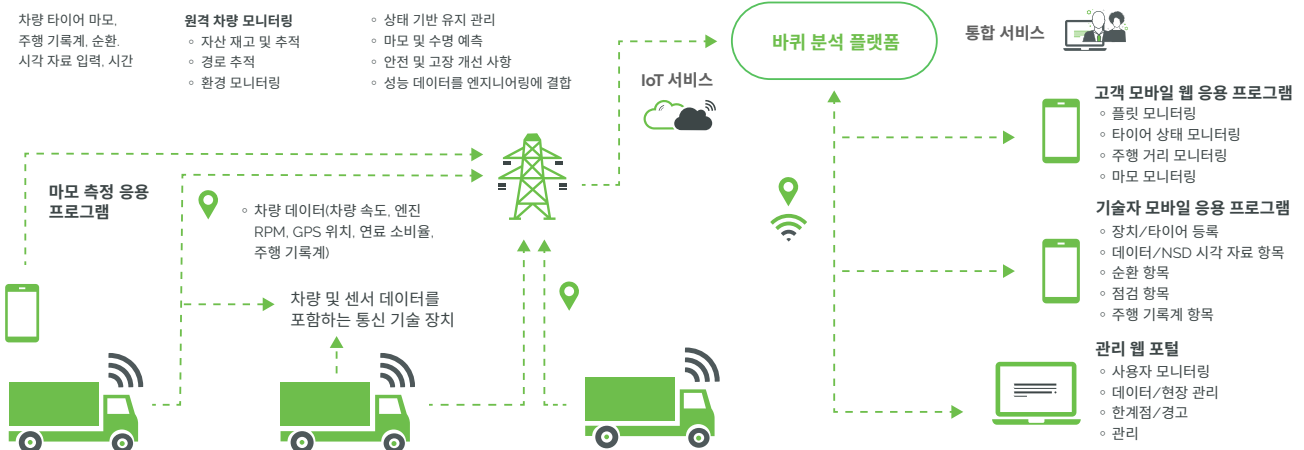 차량 타이어 마모,
주행 기록계, 순환.
시각 자료 입력, 시간
원격 차량 모니터링
◦ 자산 재고 및 추적
◦ 경로 추적
◦ 환경 모니터링
◦ 상태 기반 유지 관리
◦ 마모 및 수명 예측
◦ 안전 및 고장 개선 사항
◦ 성능 데이터를 엔지니어링에 결합
IoT 서비스
바퀴 분석 플랫폼
통합 서비스
고객 모바일 웹 응용 프로그램
◦ 플릿 모니터링
◦ 타이어 상태 모니터링
◦ 주행 거리 모니터링
◦ 마모 모니터링
마모 측정 응용
프로그램
◦ 차량 데이터(차량 속도, 엔진
RPM, GPS 위치, 연료 소비율,
주행 기록계)
기술자 모바일 응용 프로그램
◦ 장치/타이어 등록
◦ 데이터/NSD 시각 자료 항목
◦ 순환 항목
◦ 점검 항목
◦ 주행 기록계 항목
차량 및 센서 데이터를
포함하는 통신 기술 장치
관리 웹 포털
◦ 사용자 모니터링
◦ 데이터/현장 관리
◦ 한계점/경고
◦ 관리